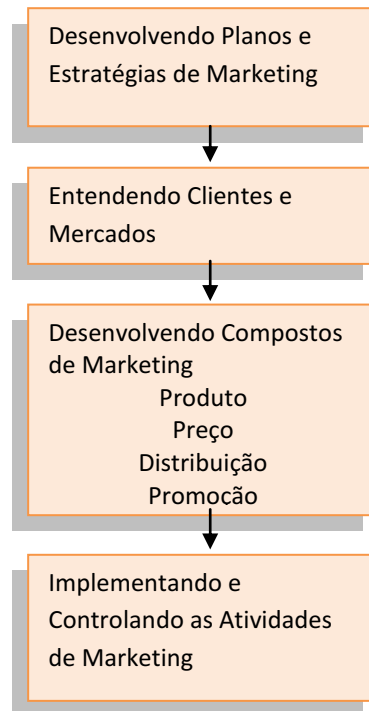 Desenvolvendo Planos e
Estratégias de Marketing
Entendendo Clientes e
Mercados
Desenvolvendo Compostos
de Marketing
Produto
Preço
Distribuição
Promoção
Implementando e
Controlando as Atividades
de Marketing